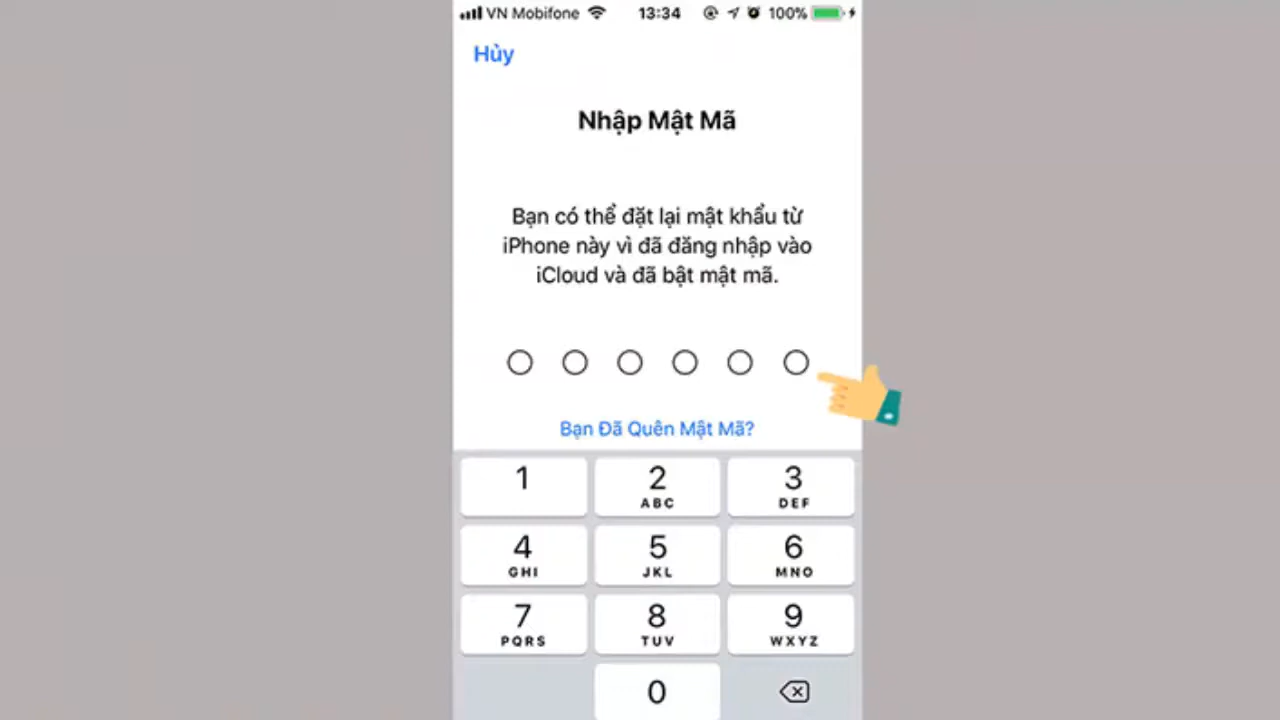 VN Mobifone 13:34 100%
Hủy
Nhập Mật Mã
Bạn có thể đặt lại mật khẩu từ
iPhone này vì đã đăng nhập vào
iCloud và đã bật mật mã.
Bạn Đã Quên Mật Mã?
1 2 3
ABC DEF
4 5 6
GHI JKL MNO
7 8 9
PQRS TUV WXYZ
0